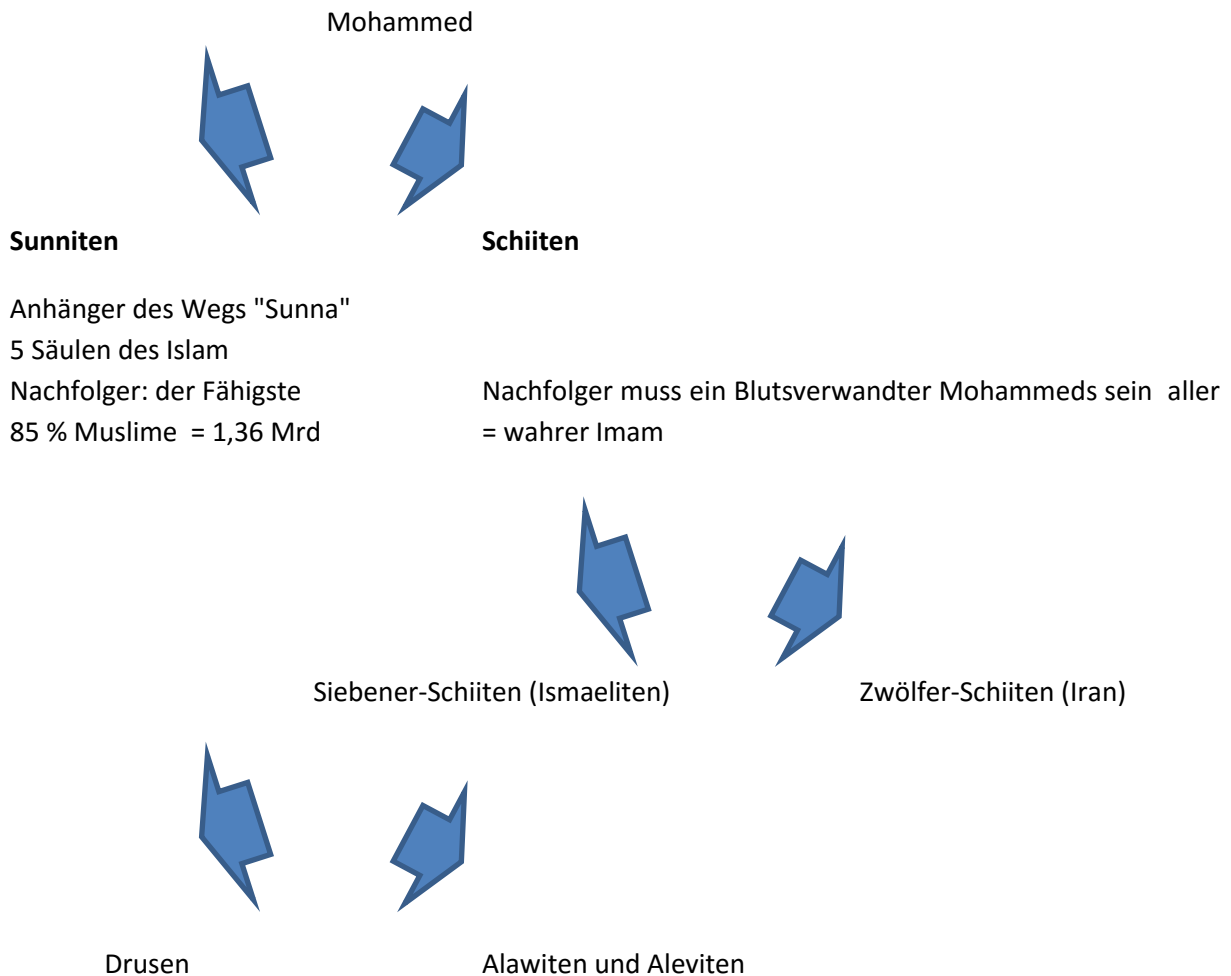 Mohammed
Sunniten Schiiten
Anhänger des Wegs "Sunna"
5 Säulen des Islam
Nachfolger: der Fähigste Nachfolger muss ein Blutsverwandter Mohammeds sein aller
85 % Muslime = 1,36 Mrd = wahrer Imam
Siebener-Schiiten (Ismaeliten) Zwölfer-Schiiten (Iran)
Drusen Alawiten und Aleviten